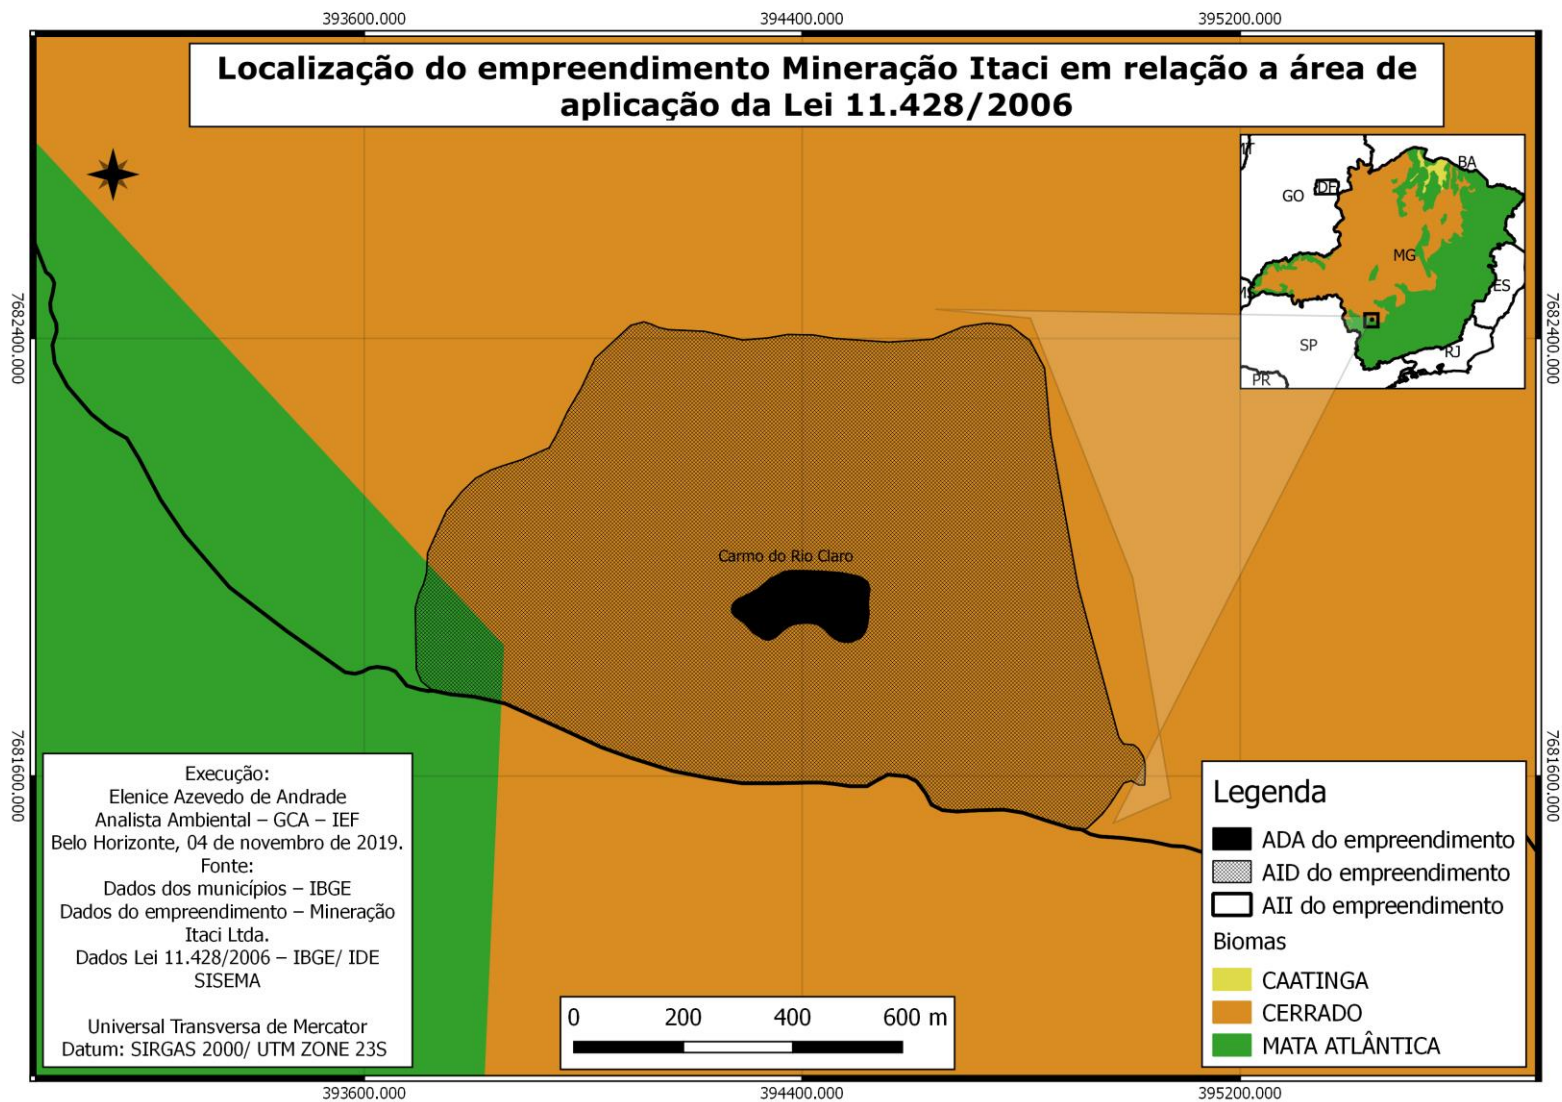 393600.000
394400.000
395200.000
Localização do empreendimento Mineração Itaci em relação a área de
aplicação da Lei 11.428/2006
BA
DF
GO
MG
ES
SP
RJ
PR
7682400.000
7682400.000
Carmo do Rio Claro
7681600.000
7681600.000
Execução:
Elenice Azevedo de Andrade
Analista Ambiental – GCA – IEF
Belo Horizonte, 04 de novembro de 2019.
Fonte:
Dados dos municípios – IBGE
Dados do empreendimento – Mineração
Itaci Ltda.
Dados Lei 11.428/2006 – IBGE/ IDE
SISEMA
Universal Transversa de Mercator
Datum: SIRGAS 2000/ UTM ZONE 23S
0 200 400 600 m
Legenda
ADA do empreendimento
AID do empreendimento
AII do empreendimento
Biomas
CAATINGA
CERRADO
MATA ATLÂNTICA
393600.000
394400.000
395200.000